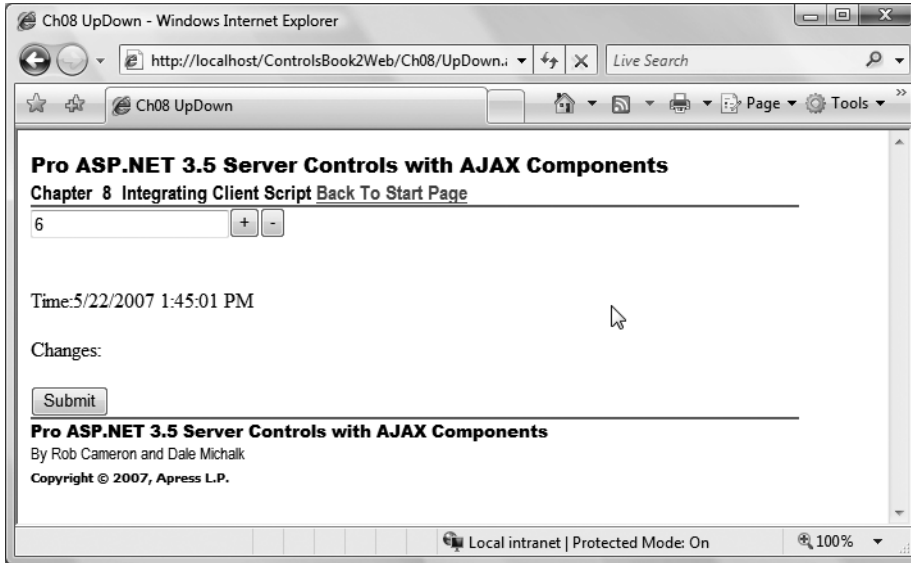 Ch08 UpDown - Windows Internet Explorer
http://localhost/ControlsBook2Web/Ch08/UpDown.a
Live Search
Ch08 UpDown
Page
Tools
Pro ASP.NET 3.5 Server Controls with AJAX Components
Chapter 8 Integrating Client Script Back To Start Page
6 + -
Time:5/22/2007 1:45:01 PM
Changes:
Submit
Pro ASP.NET 3.5 Server Controls with AJAX Components
By Rob Cameron and Dale Michalk
Copyright © 2007, Apress L.P.
Local intranet | Protected Mode: On
100%